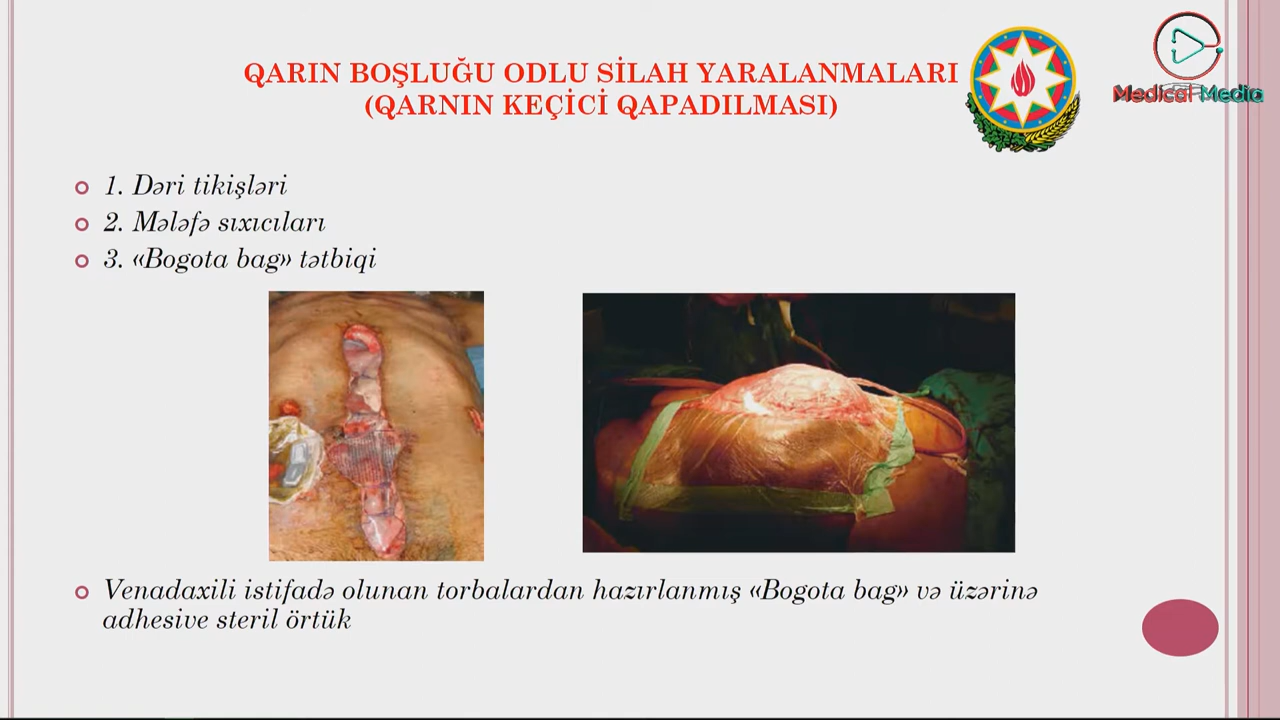 QARIN BOŞLUĞU ODLU SİLAH YARALANMALARI
(QARNIN KEÇİCİ QAPADILMASI)
Medical Media
1. Dəri tikişləri
2. Mələfə sıxıcıları
3. «Bogota bag» tətbiqi
Venadaxili istifadə olunan torbalardan hazırlanmış «Bogota bag» və üzərinə
adhesive steril örtük